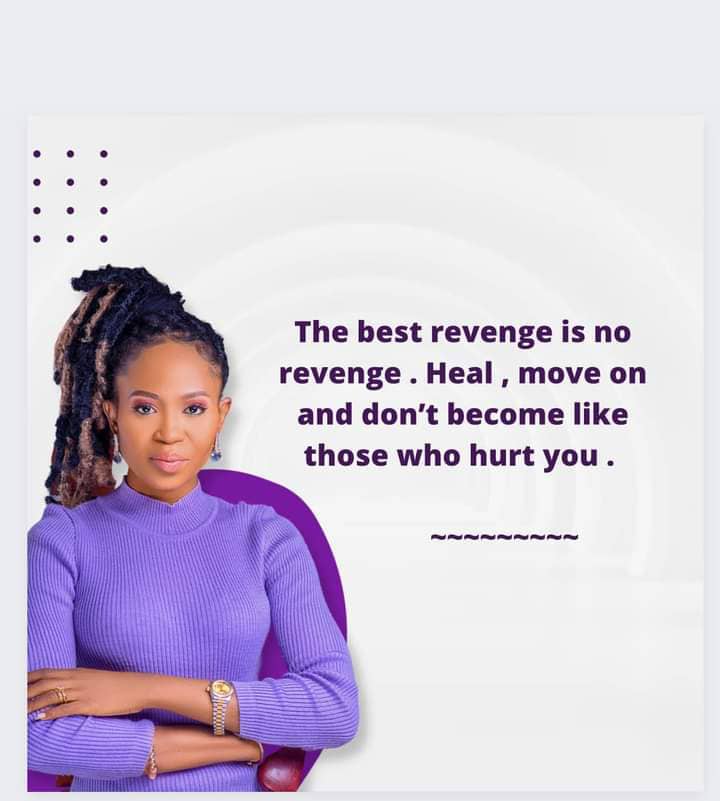 The best revenge is no
revenge . Heal , move on
and don’t become like
those who hurt you .
~~~~~~~~~